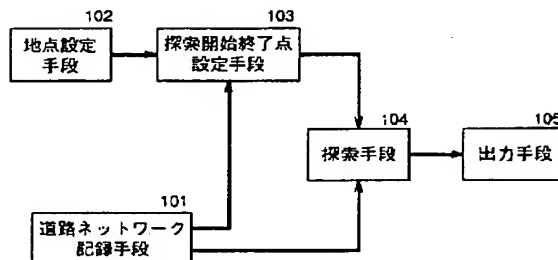 102
地点設定
手段
103
探索開始終了点
設定手段
104
探索手段
105
出力手段
101
道路ネットワーク
記録手段